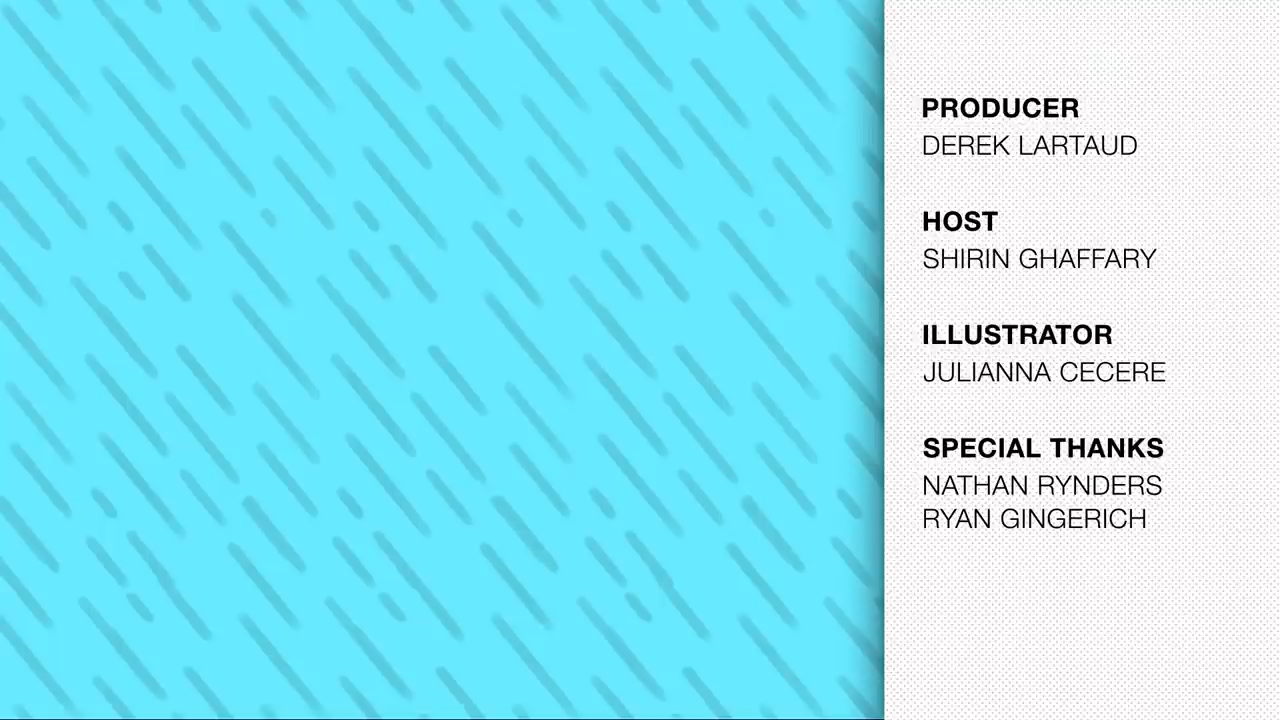 PRODUCER
DEREK LARTAUD
HOST
SHIRIN GHAFFARY
ILLUSTRATOR
JULIANNA CECERE
SPECIAL THANKS
NATHAN RYNDERS
RYAN GINGERICH